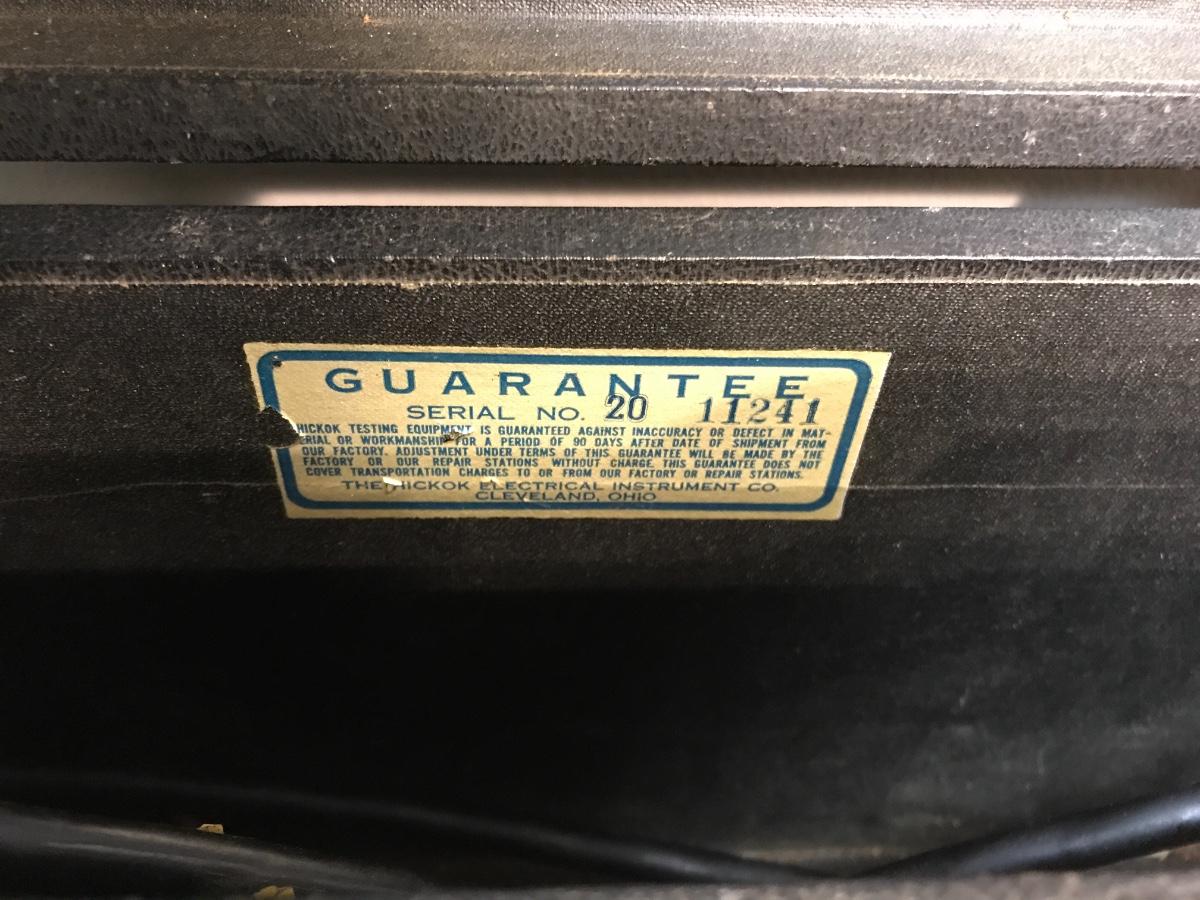 GUARANTEE
SERIAL NO. 20 11241
HICKOK TESTING EQUIPMENT IS GUARANTEED AGAINST INACCURACY OR DEFECT IN MAT-
ERIAL OR WORKMANSHIP FOR A PERIOD OF 90 DAYS AFTER DATE OF SHIPMENT FROM
OUR FACTORY. ADJUSTMENT UNDER TERMS OF THIS GUARANTEE WILL BE MADE BY THE
FACTORY OR OUR REPAIR STATIONS WITHOUT CHARGE. THIS GUARANTEE DOES NOT
COVER TRANSPORTATION CHARGES TO OR FROM OUR FACTORY OR REPAIR STATIONS.
THE HICKOK ELECTRICAL INSTRUMENT CO.
CLEVELAND, OHIO